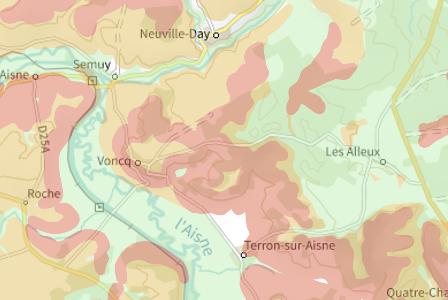 Neuville-Day
Semuy
Aisne
D25A
Voncq
Les Alleux
Roche
l'Aisne
Terron-sur-Aisne
Quatre-Cha